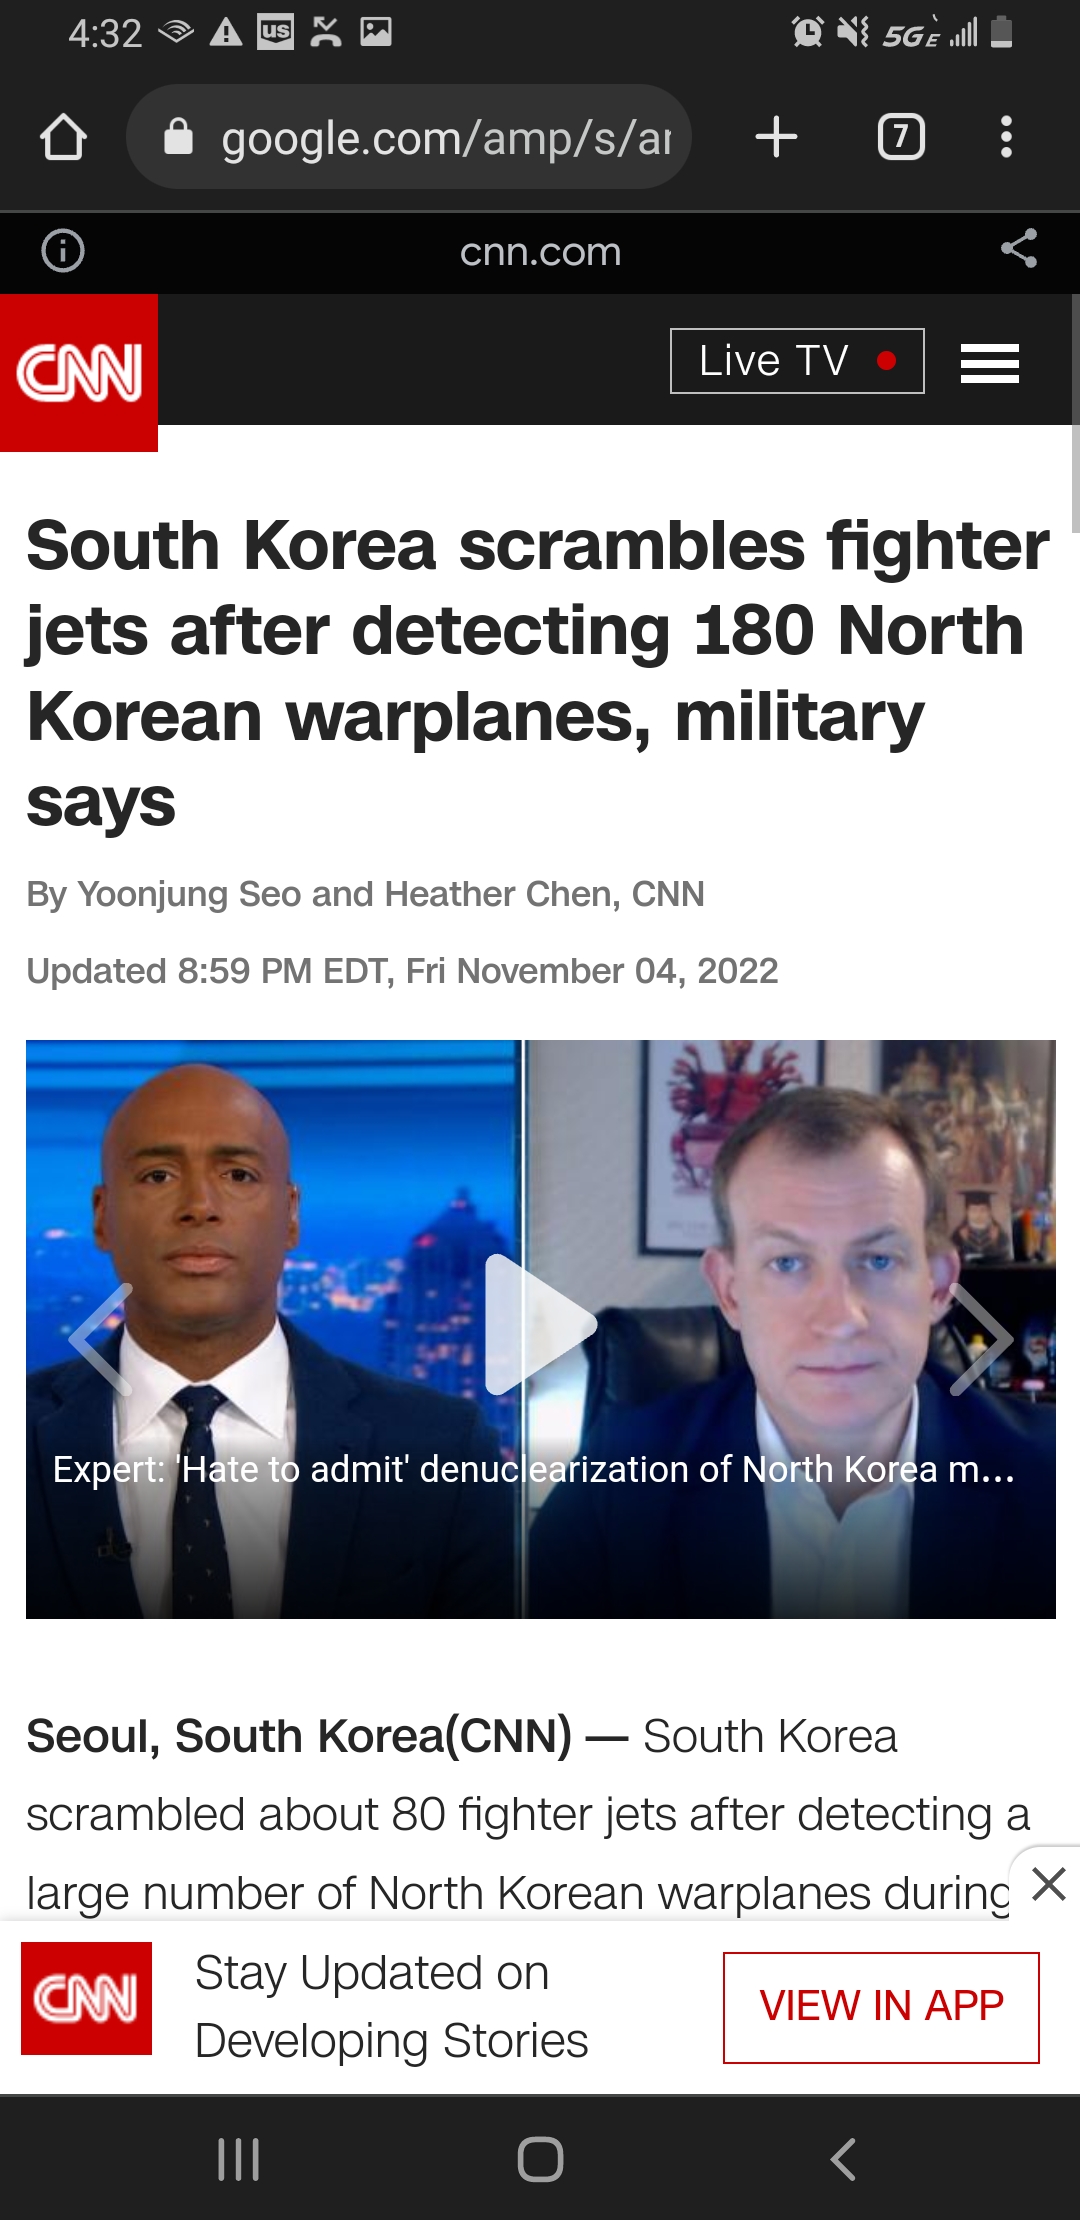 4:32
us
5GE
google.com/amp/s/ar
7
cnn.com
CNN
Live TV
South Korea scrambles fighter
jets after detecting 180 North
Korean warplanes, military
says
By Yoonjung Seo and Heather Chen, CNN
Updated 8:59 PM EDT, Fri November 04, 2022
Expert: 'Hate to admit' denuclearization of North Korea m...
Seoul, South Korea(CNN) — South Korea
scrambled about 80 fighter jets after detecting a
large number of North Korean warplanes during
CNN
Stay Updated on
Developing Stories
VIEW IN APP